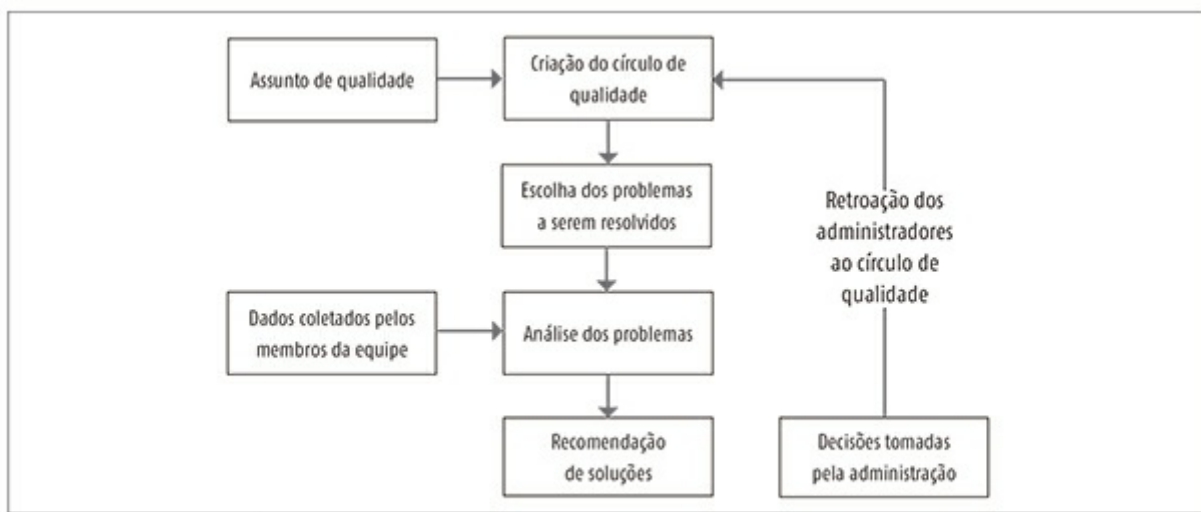 Assunto de qualidade
Criação do círculo de
qualidade
Escolha dos problemas
a serem resolvidos
Retroação dos
administradores
ao círculo de
qualidade
Dados coletados pelos
membros da equipe
Análise dos problemas
Recomendação
de soluções
Decisões tomadas
pela administração